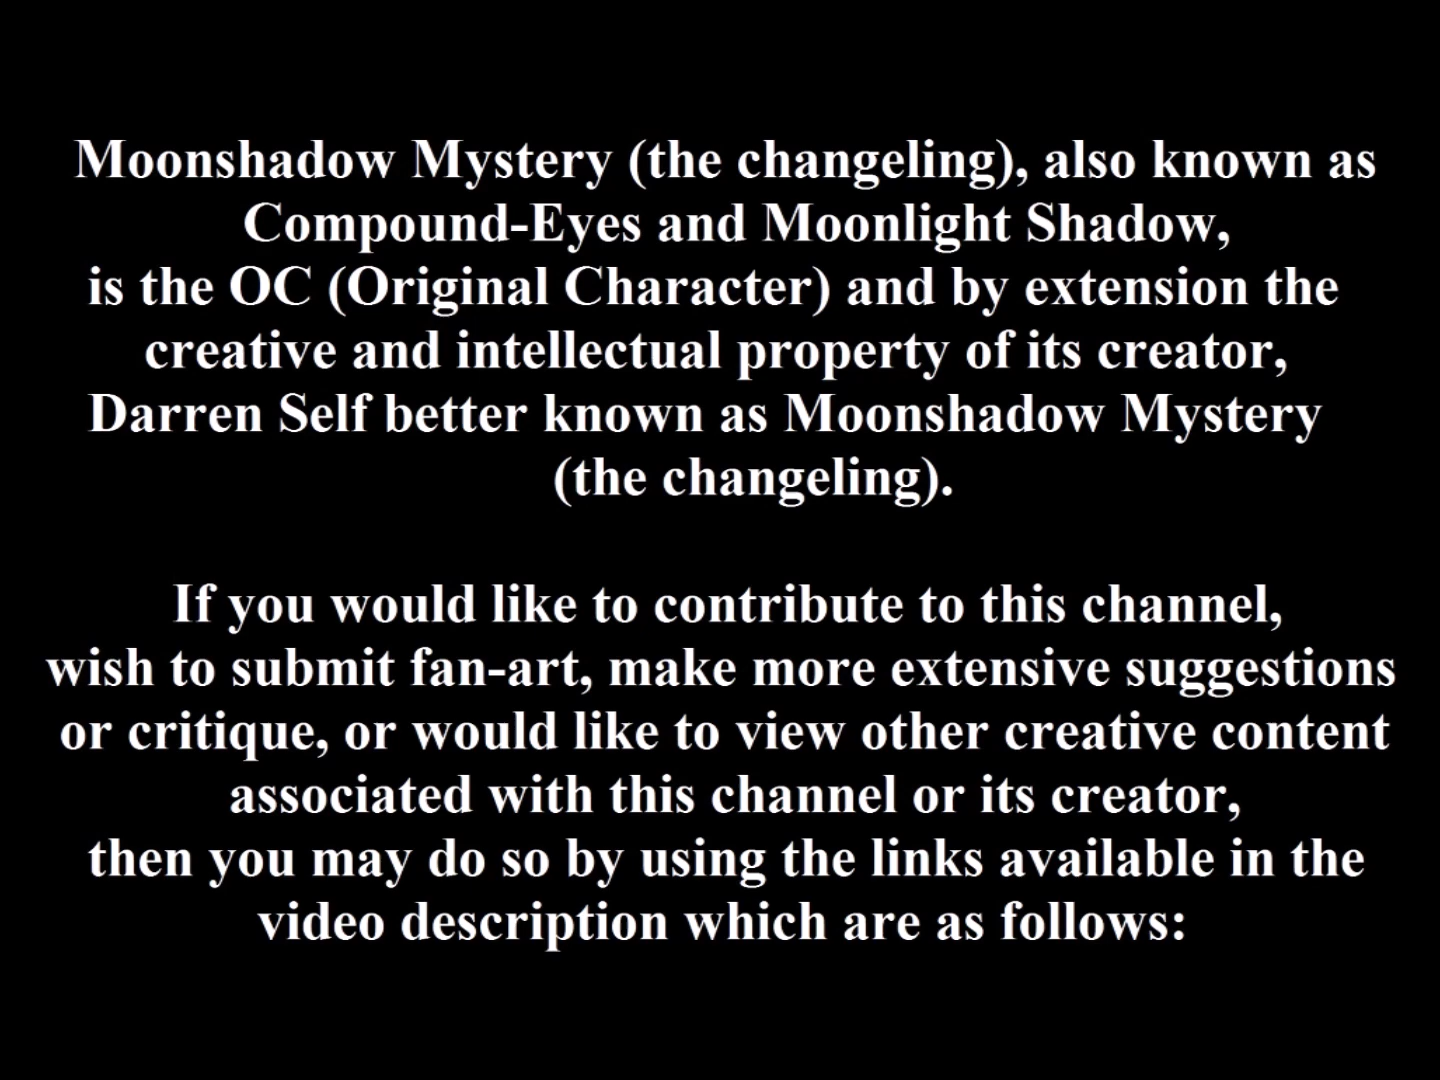 Moonshadow Mystery (the changeling), also known as
Compound-Eyes and Moonlight Shadow,
is the OC (Original Character) and by extension the
creative and intellectual property of its creator,
Darren Self better known as Moonshadow Mystery
(the changeling).
If you would like to contribute to this channel,
wish to submit fan-art, make more extensive suggestions
or critique, or would like to view other creative content
associated with this channel or its creator,
then you may do so by using the links available in the
video description which are as follows: